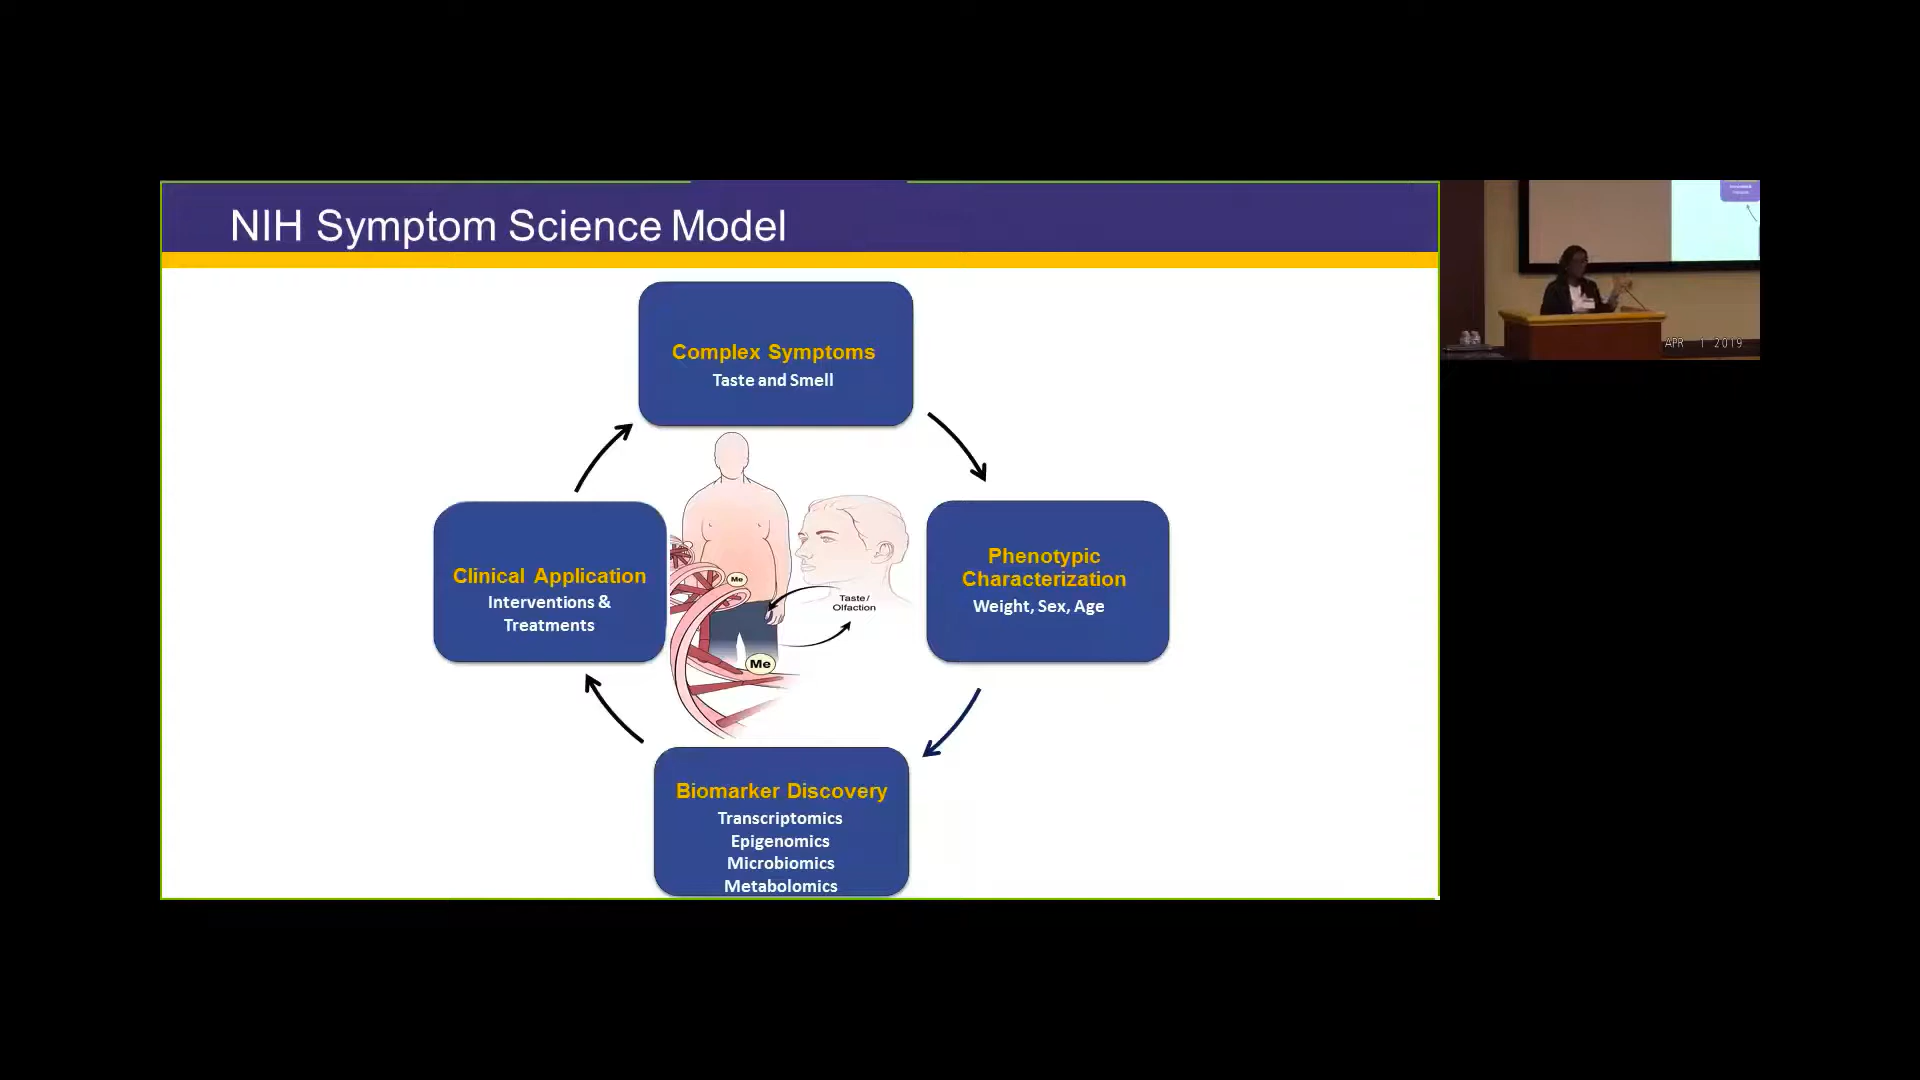 NIH Symptom Science Model
Complex Symptoms
Taste and Smell
Phenotypic
Characterization
Weight, Sex, Age
Clinical Application
Interventions &
Treatments
Me
Taste/
Olfaction
Me
Biomarker Discovery
Transcriptomics
Epigenomics
Microbiomics
Metabolomics
APR 1 2019